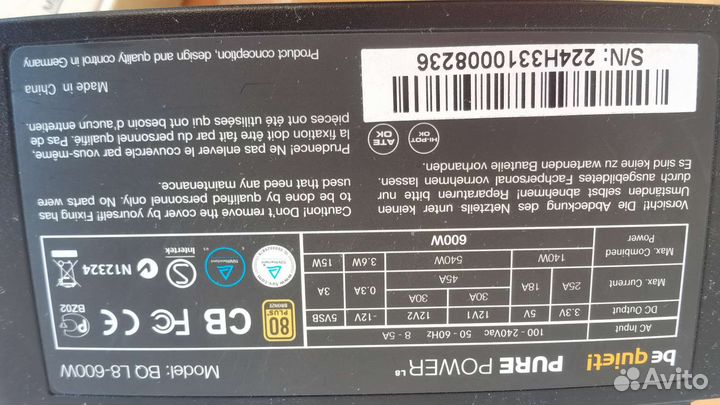 be quiet! PURE POWER L8
Model: BQ L8-600W
AC Input 100 - 240Vac 50 - 60Hz 8 - 5A
DC Output 3.3V 5V 12V1 12V2 -12V 5VSB
Max. Current 25A 18A 30A 30A 0.3A 3A
45A
Max. Combined 140W 540W 3.6W 15W
Power 600W
80 PLUS BRONZE
CB FC CE
BZ02
www.tuv.com
Intertek
N12324
Vorsicht! Die Abdeckung des Netzteils unter keinen
Umständen selbst abnehmen! Reparaturen bitte nur
durch ausgebildetes Fachpersonal vornehmen lassen.
Es sind keine zu wartenden Bauteile vorhanden.
Caution! Don't remove the cover by yourself! Fixing has
to be done by qualified personnel only. No parts were
used that need any maintenance.
Prudence! Ne pas enlever le couvercle par vous-même,
la fixation doit être fait par du personnel qualifié. Pas de
pièces ont été utilisées qui ont besoin d'aucun entretien.
HI-POT OK
ATE OK
S/N: 224H3310008236
Made in China
Product conception, design and quality control in Germany
Avito